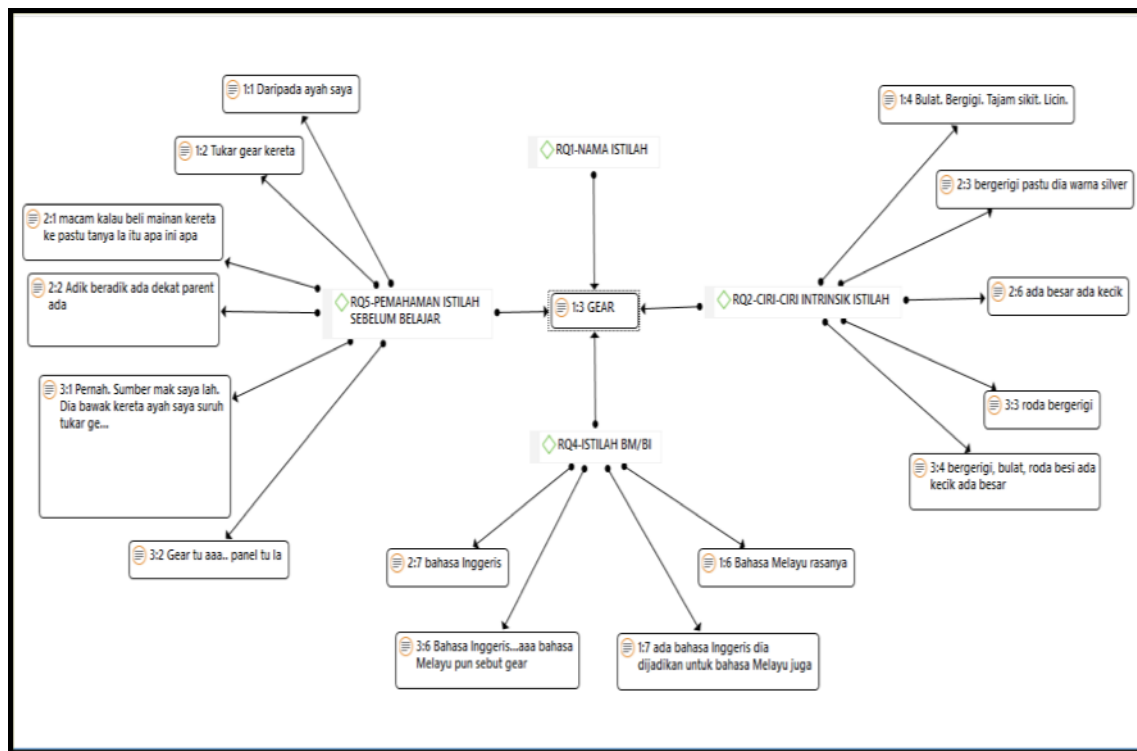 1:1 Daripada ayah saya
1:2 Tukar gear kereta
2:1 macam kalau beli mainan kereta
ke pastu tanya la itu apa ini apa
2:2 Adik beradik ada dekat parent
ada
3:1 Pernah. Sumber mak saya lah.
Dia bawak kereta ayah saya suruh
tukar ge...
3:2 Gear tu aaa.. panel tu la
RQ5-PEMAHAMAN ISTILAH
SEBELUM BELAJAR
RQ1-NAMA ISTILAH
1:3 GEAR
RQ4-ISTILAH BM/BI
2:7 bahasa Inggeris
3:6 Bahasa Inggeris...aaa bahasa
Melayu pun sebut gear
1:7 ada bahasa Inggeris dia
dijadikan untuk bahasa Melayu juga
1:6 Bahasa Melayu rasanya
RQ2-CIRI-CIRI INTRINSIK ISTILAH
1:4 Bulat. Bergigi. Tajam sikit. Licin.
2:3 bergerigi pastu dia warna silver
2:6 ada besar ada kecik
3:3 roda bergerigi
3:4 bergerigi, bulat, roda besi ada
kecik ada besar